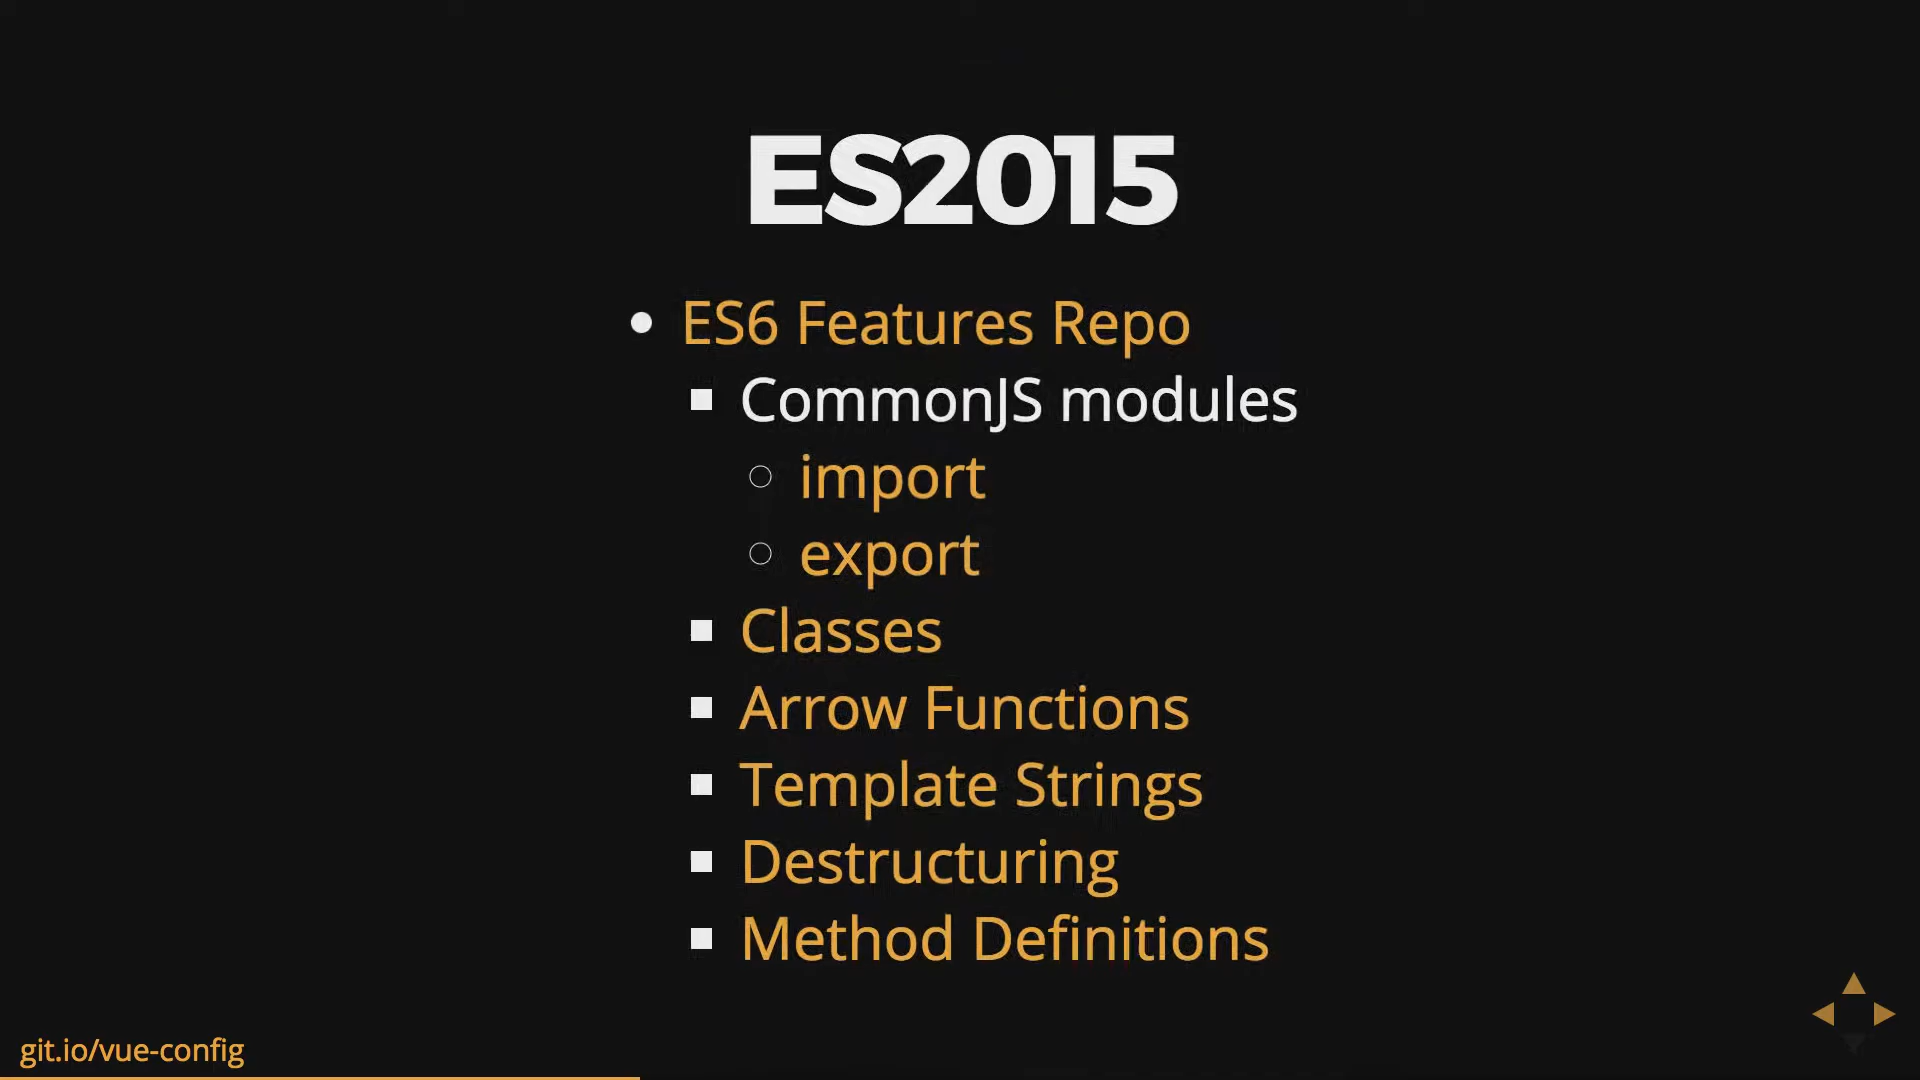 ES2015
ES6 Features Repo
CommonJS modules
import
export
Classes
Arrow Functions
Template Strings
Destructuring
Method Definitions
git.io/vue-config